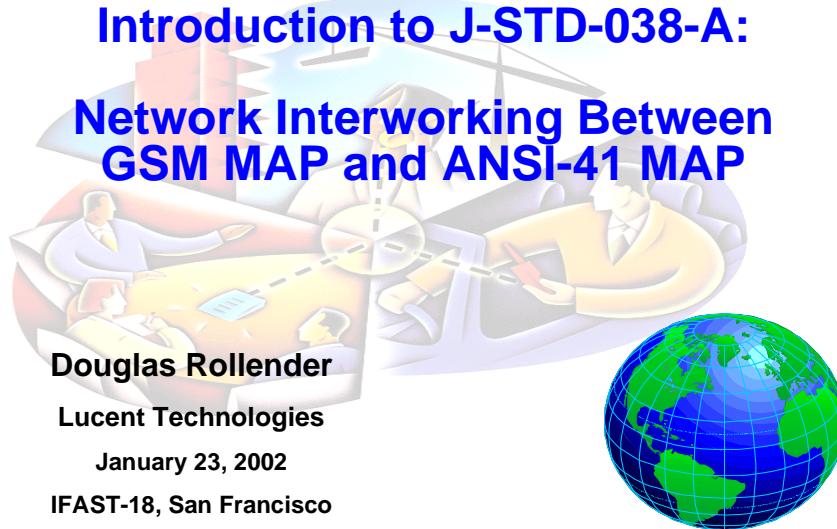 Introduction to J-STD-038-A:
Network Interworking Between
GSM MAP and ANSI-41 MAP
Douglas Rollender
Lucent Technologies
January 23, 2002
IFAST-18, San Francisco